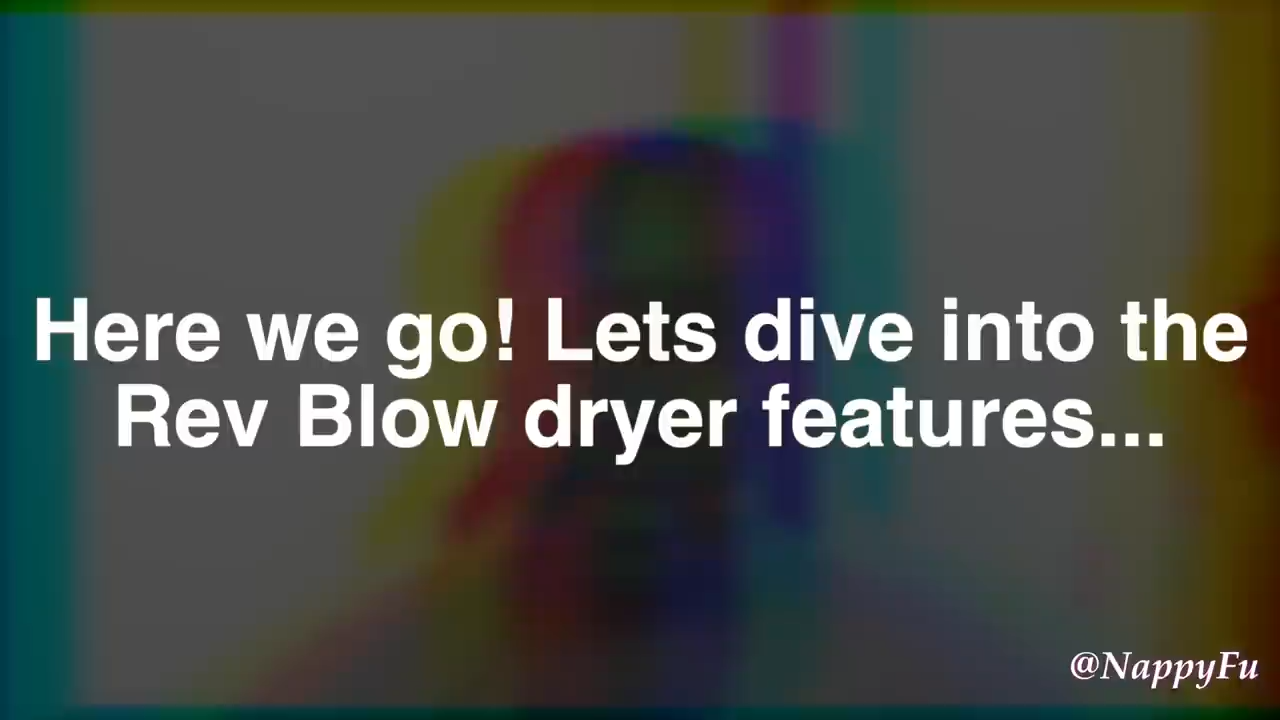 Here we go! Lets dive into the
Rev Blow dryer features...
@NappyFu